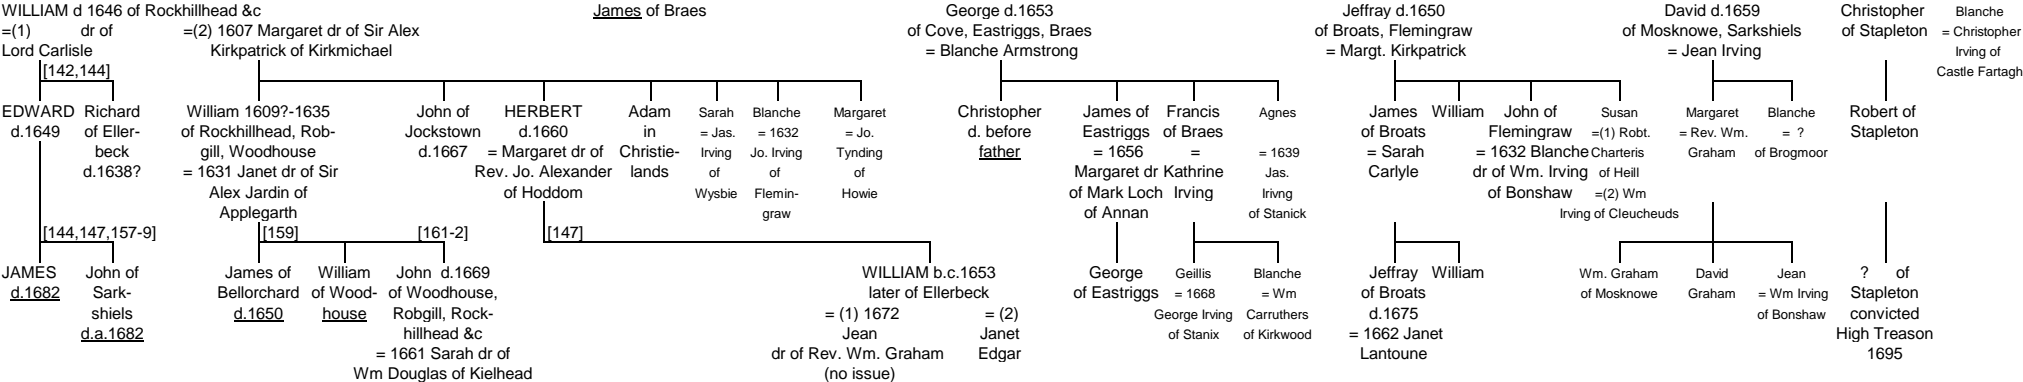 WILLIAM d 1646 of Rockhillhead &c
=(1) dr of
Lord Carlisle
=(2) 1607 Margaret dr of Sir Alex
Kirkpatrick of Kirkmichael
James of Braes
George d.1653
of Cove, Eastriggs, Braes
= Blanche Armstrong
Jeffray d.1650
of Broats, Flemingraw
= Margt. Kirkpatrick
David d.1659
of Mosknowe, Sarkshiels
= Jean Irving
Christopher
of Stapleton
Blanche
= Christopher
Irving of
Castle Fartagh
[142,144]
EDWARD
d.1649
Richard
of Eller-
beck
d.1638?
William 1609?-1635
of Rockhillhead, Rob-
gill, Woodhouse
= 1631 Janet dr of Sir
Alex Jardin of
Applegarth
John of
Jockstown
d.1667
HERBERT
d.1660
= Margaret dr of
Rev. Jo. Alexander
of Hoddom
Adam
in
Christie-
lands
Sarah
= Jas.
Irving
of
Wysbie
Blanche
= 1632
Jo. Irving
of
Flemin-
graw
Margaret
= Jo.
Tynding
of
Howie
Christopher
d. before
father
James of
Eastriggs
= 1656
Margaret dr
of Mark Loch
of Annan
Francis
of Braes
=
Kathrine
Irving
Agnes
= 1639
Jas.
Irivng
of Stanick
James
of Broats
= Sarah
Carlyle
William
John of
Flemingraw
= 1632 Blanche
dr of Wm. Irving
of Bonshaw
Susan
=(1) Robt.
Charteris
of Heill
=(2) Wm
Irving of Cleucheuds
Margaret
= Rev. Wm.
Graham
Blanche
= ?
of Brogmoor
Robert of
Stapleton
[144,147,157-9]
[159]
[161-2]
[147]
JAMES
d.1682
John of
Sark-
shiels
d.a.1682
James of
Bellorchard
d.1650
William
of Wood-
house
John d.1669
of Woodhouse,
Robgill, Rock-
hillhead &c
= 1661 Sarah dr of
Wm Douglas of Kielhead
WILLIAM b.c.1653
later of Ellerbeck
= (1) 1672
Jean
dr of Rev. Wm. Graham
(no issue)
= (2)
Janet
Edgar
George
of Eastriggs
Geillis
= 1668
George Irving
of Stanix
Blanche
= Wm
Carruthers
of Kirkwood
Jeffray
of Broats
d.1675
= 1662 Janet
Lantoune
William
Wm. Graham
of Mosknowe
David
Graham
Jean
= Wm Irving
of Bonshaw
? of
Stapleton
convicted
High Treason
1695